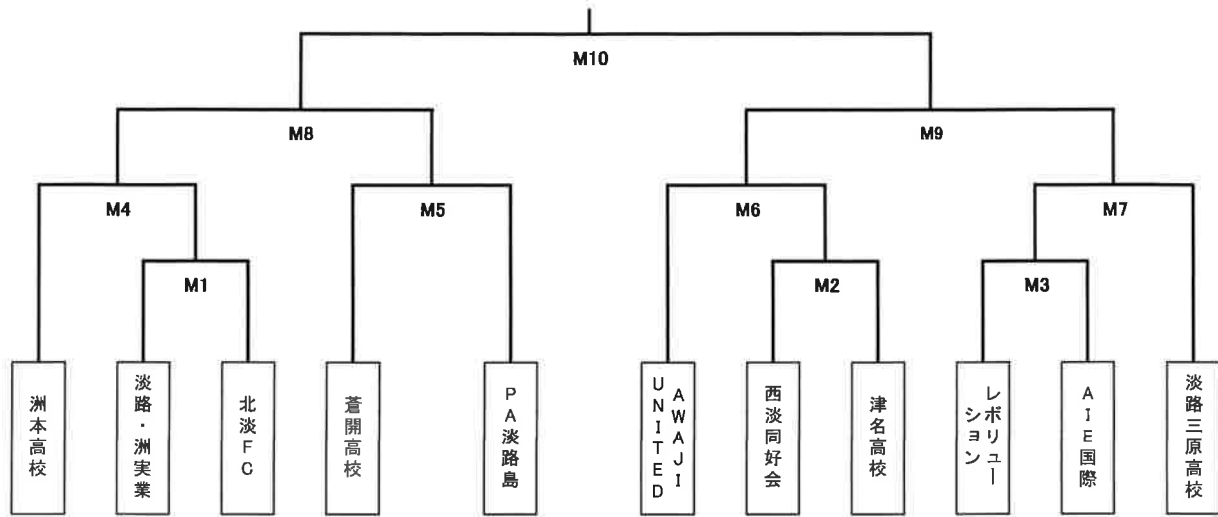 M10
M8
M9
M4
M5
M6
M7
M1
M2
M3
洲本高校
淡路・洲実業
北淡FC
蒼開高校
PA淡路島
AWAJI
UNITED
西淡同好会
津名高校
レボリュー
ション
AIE国際
淡路三原高校